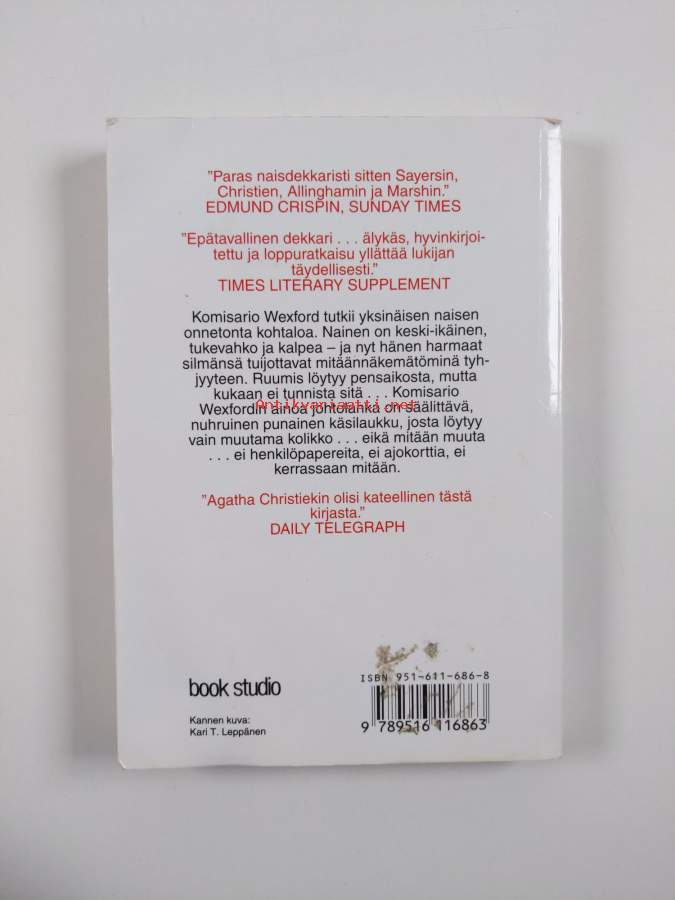 "Paras naisdekkaristi sitten Sayersin,
Christien, Allinghamin ja Marshin."
EDMUND CRISPIN, SUNDAY TIMES
"Epätavallinen dekkari . . . älykäs, hyvinkirjoi-
tettu ja loppuratkaisu yllättää lukijan
täydellisesti."
TIMES LITERARY SUPPLEMENT
Komisario Wexford tutkii yksinäisen naisen
onnetonta kohtaloa. Nainen on keski-ikäinen,
tukevahko ja kalpea – ja nyt hänen harmaat
silmänsä tuijottavat mitäännäkemätöminä tyh-
jyyteen. Ruumis löytyy pensaikosta, mutta
kukaan ei tunnista sitä . . . Komisario
Antikvariaatti.net
Wexfordin ainoa johtolanka on säälittävä,
nuhruinen punainen käsilaukku, josta löytyy
vain muutama kolikko . . . eikä mitään muuta
. . . ei henkilöpapereita, ei ajokorttia, ei
kerrassaan mitään.
"Agatha Christiekin olisi kateellinen tästä
kirjasta."
DAILY TELEGRAPH
book studio
Kannen kuva:
Kari T. Leppänen
ISBN 951-611-686-8
9 789516 116863